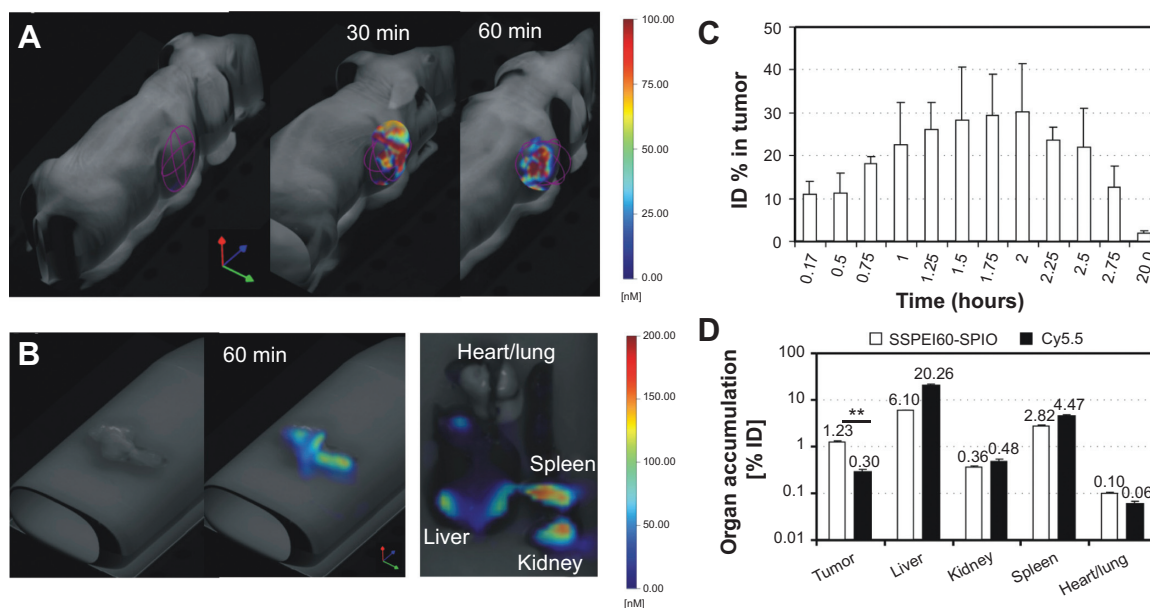 A
30 min
60 min
100.00
75.00
50.00
25.00
0.00
[nM]
B
60 min
Heart/lung
Spleen
Liver
Kidney
200.00
150.00
100.00
50.00
0.00
[nM]
C
ID % in tumor
50
40
30
20
10
0
0.17 0.5 0.75 1 1.25 1.5 1.75 2 2.25 2.5 2.75 20.0
Time (hours)
D
SSPEI60-SPIO Cy5.5
Organ accumulation
[% ID]
100
10
1
0.1
0.01
1.23
**
0.30
6.10
20.26
0.36
0.48
2.82
4.47
0.10
0.06
Tumor Liver Kidney Spleen Heart/lung